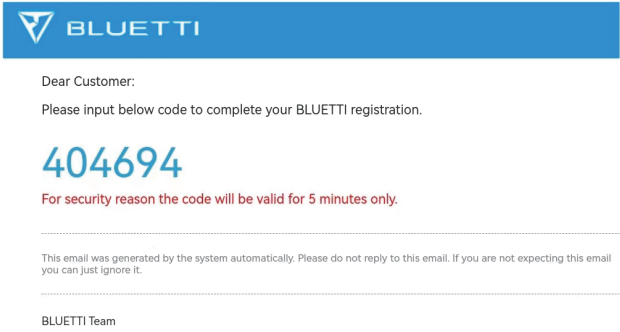 BLUETTI
Dear Customer:
Please input below code to complete your BLUETTI registration.
404694
For security reason the code will be valid for 5 minutes only.
This email was generated by the system automatically. Please do not reply to this email. If you are not expecting this email
you can just ignore it.
BLUETTI Team